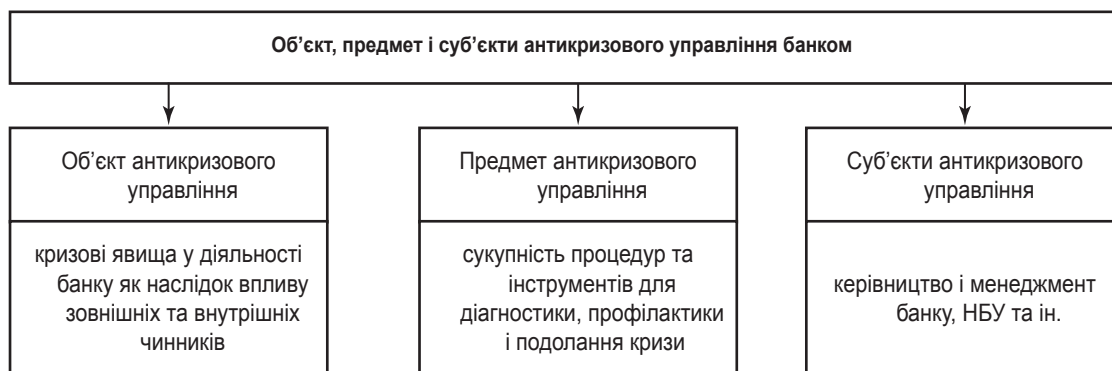 Об’єкт, предмет і суб’єкти антикризового управління банком
Об’єкт антикризового
управління
кризові явища у діяльності
банку як наслідок впливу
зовнішніх та внутрішніх
чинників
Предмет антикризового
управління
сукупність процедур та
інструментів для
діагностики, профілактики
і подолання кризи
Суб’єкти антикризового
управління
керівництво і менеджмент
банку, НБУ та ін.